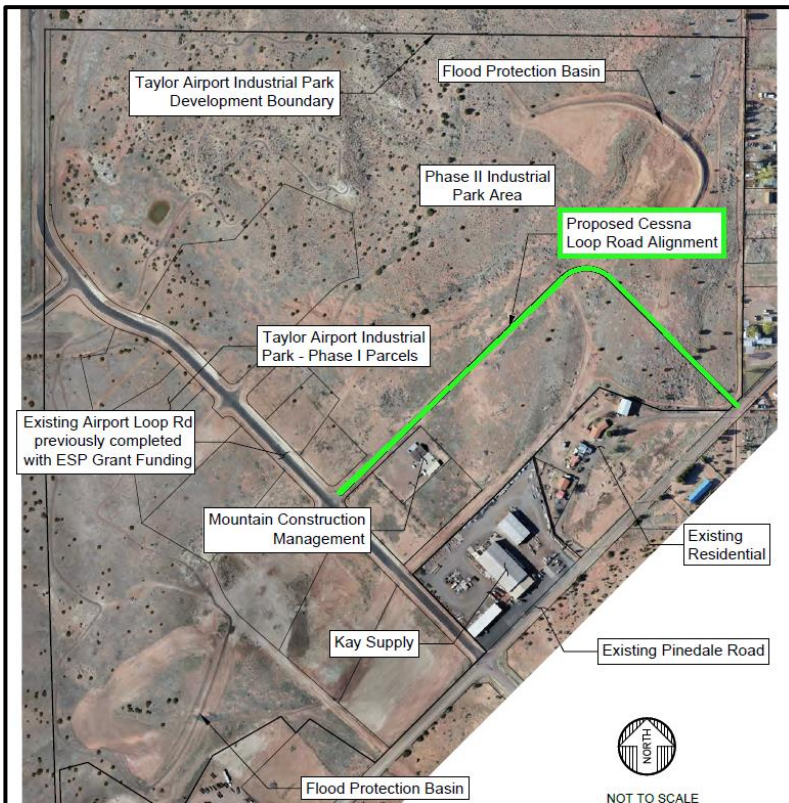 Taylor Airport Industrial Park
Development Boundary
Flood Protection Basin
Phase II Industrial
Park Area
Proposed Cessna
Loop Road Alignment
Taylor Airport Industrial
Park - Phase I Parcels
Existing Airport Loop Rd
previously completed
with ESP Grant Funding
Mountain Construction
Management
Existing
Residential
Kay Supply
Existing Pinedale Road
Flood Protection Basin
NORTH
NOT TO SCALE